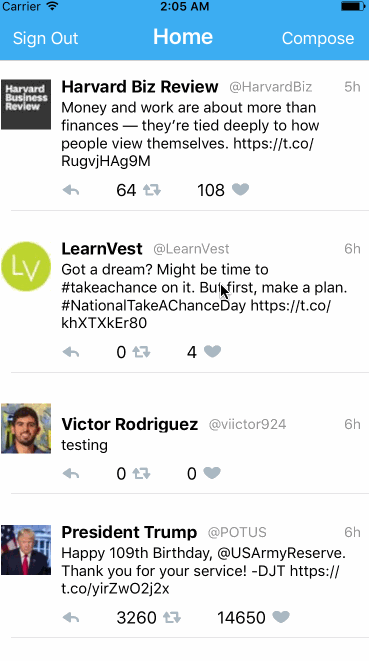 Carrier 2:05 AM
Sign Out Home Compose
Harvard Business Review
Harvard Biz Review @HarvardBiz 5h
Money and work are about more than
finances — they're tied deeply to how
people view themselves. https://t.co/
RugvjHAg9M
64 108
LV
LearnVest @LearnVest 6h
Got a dream? Might be time to
#takeachance on it. But first, make a plan.
#NationalTakeAChanceDay https://t.co/
khXTXkEr80
0 4
Victor Rodriguez @viictor924 6h
testing
0 0
President Trump @POTUS 6h
Happy 109th Birthday, @USArmyReserve.
Thank you for your service! -DJT https://
t.co/yirZwO2j2x
3260 14650